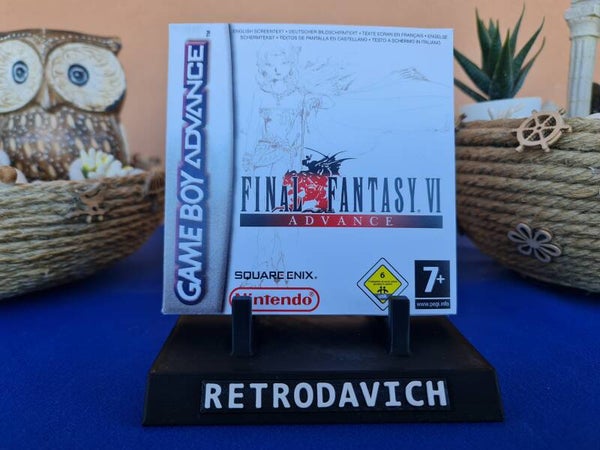 ENGLISH SCREENTEXT • DEUTSCHER BILDSCHIRMTEXT • TEXTE ECRAN EN FRANÇAIS • ENGELSE
SCHERMTEKST • TEXTOS DE PANTALLA EN CASTELLANO • TESTO A SCHERMO IN ITALIANO
GAME BOY ADVANCE™
FINAL FANTASY VI
ADVANCE
SQUARE ENIX®
Nintendo®
6
7+
www.pegi.info
RETRODAVICH